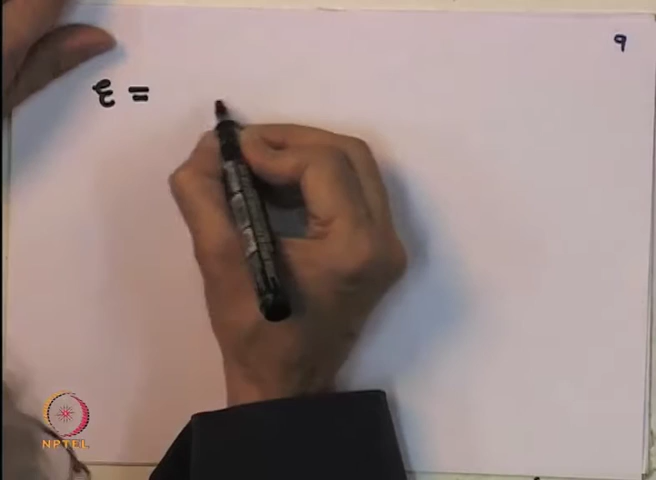 9
ε =
NPTEL